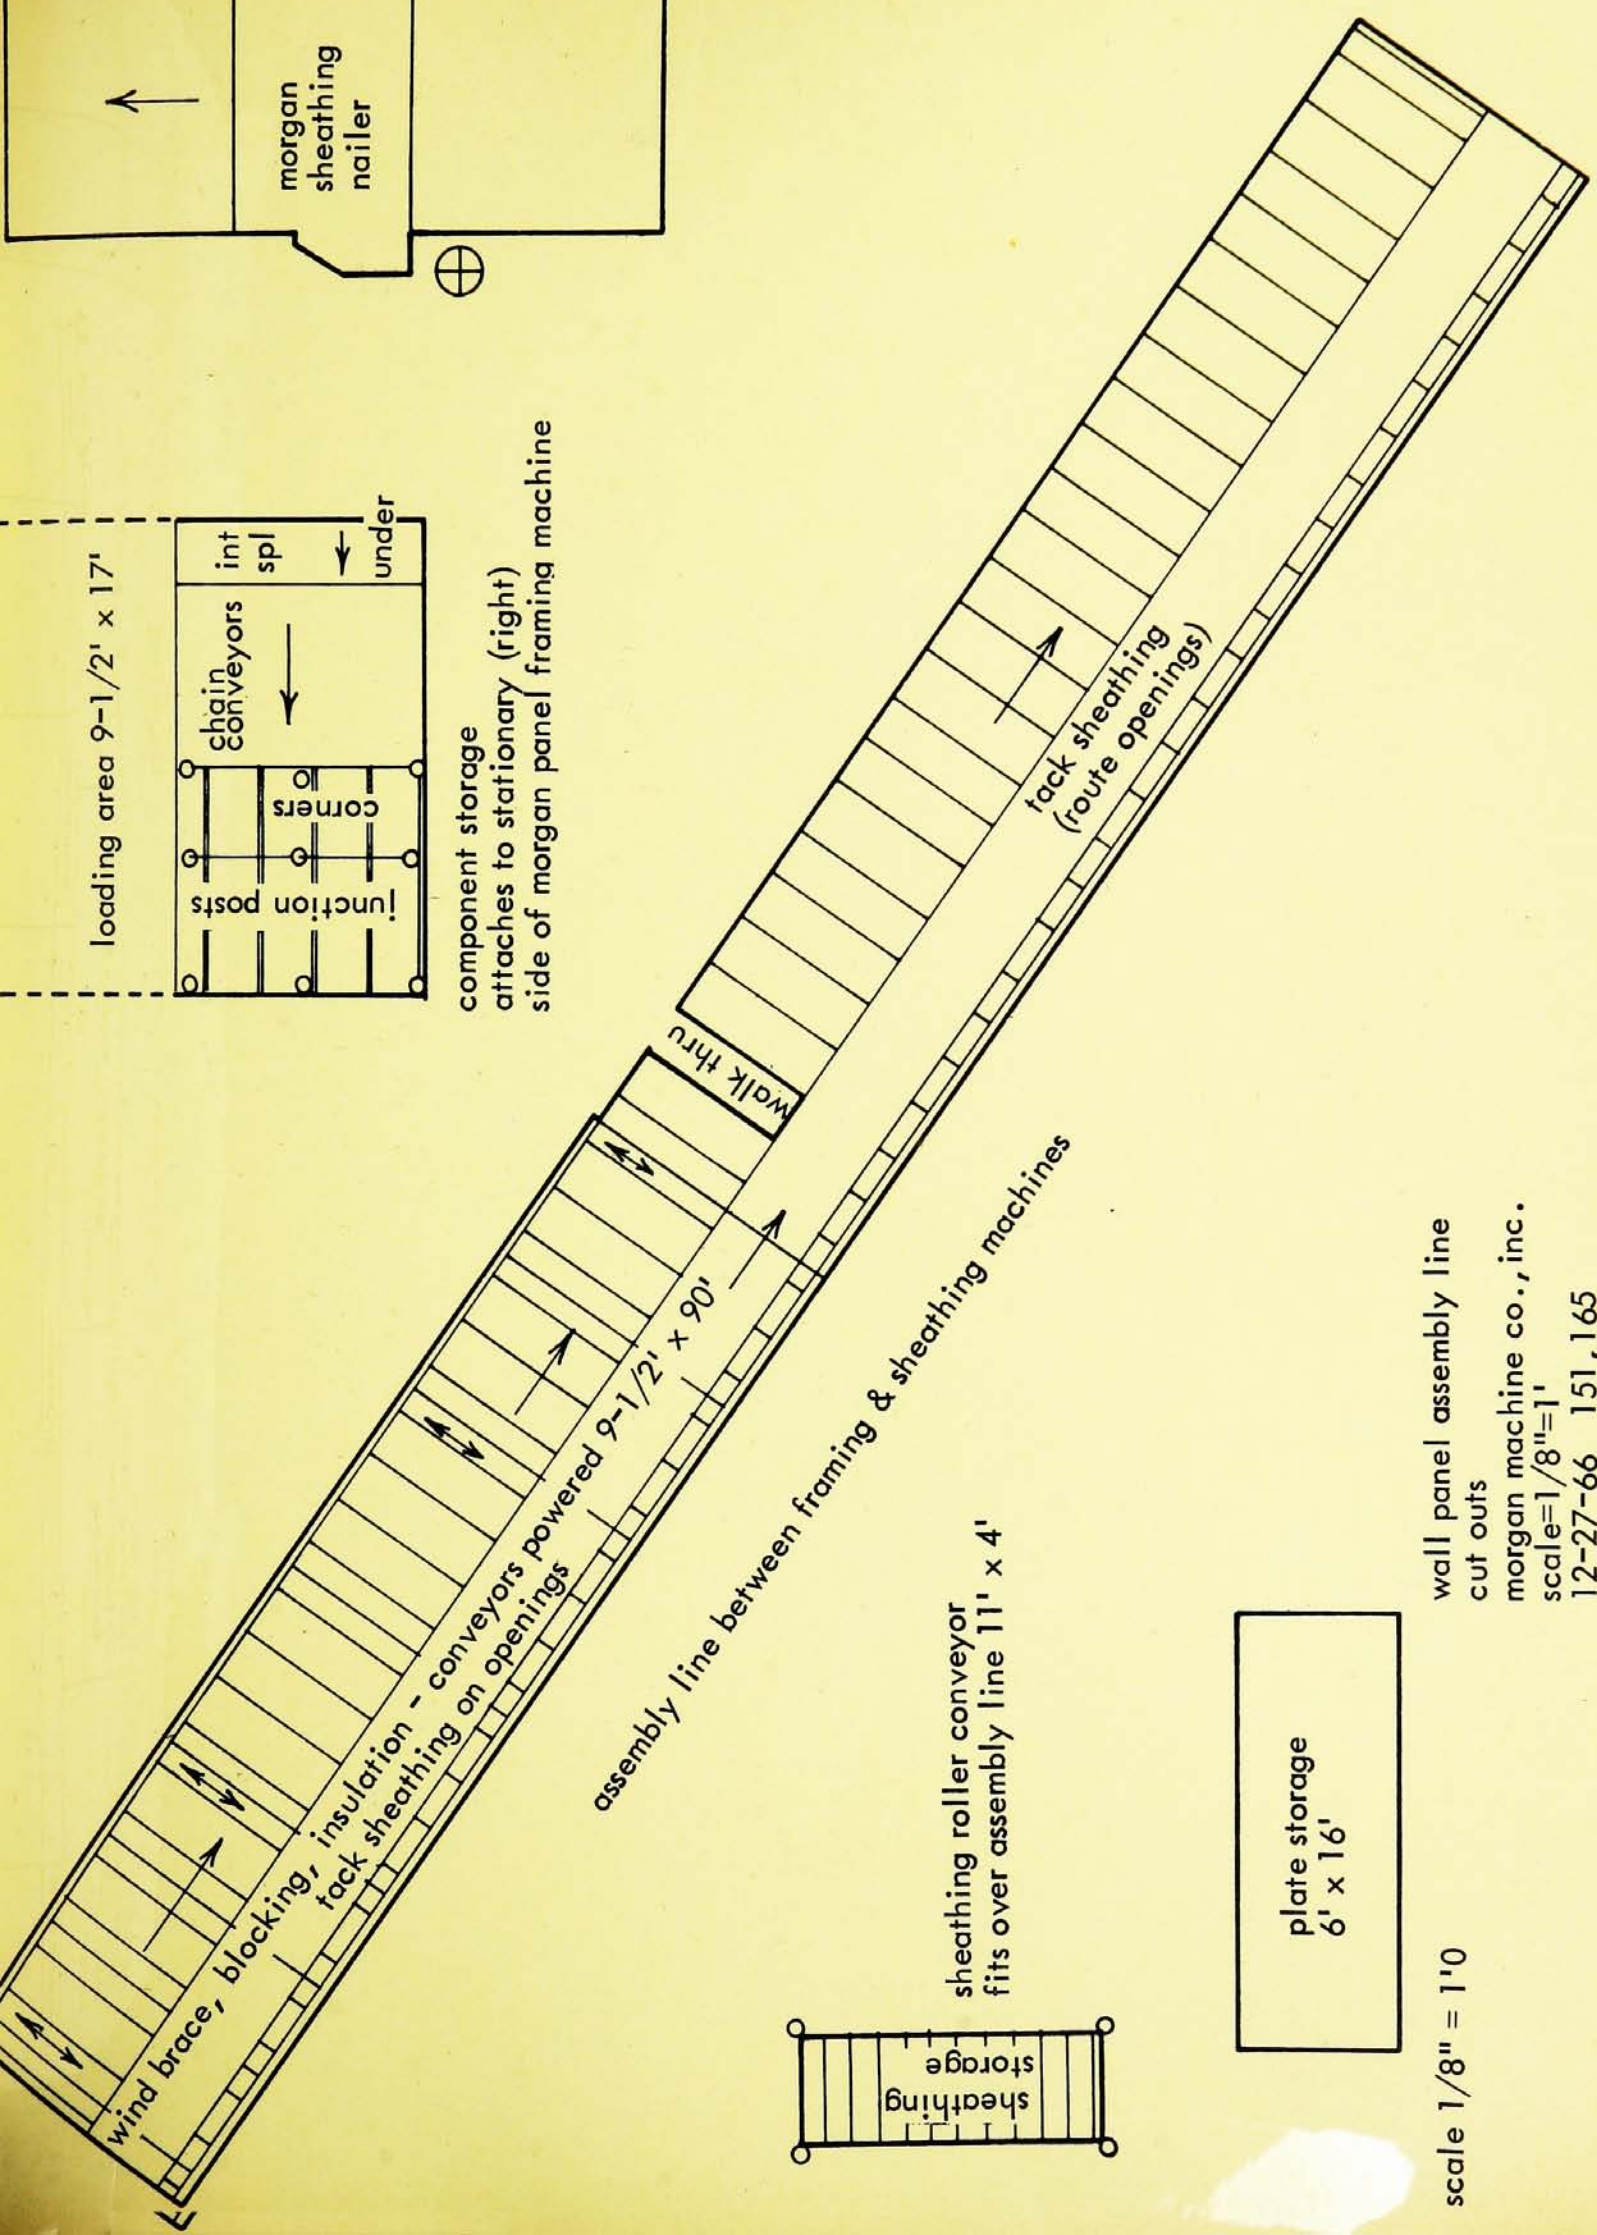 morgan
sheathing
nailer
loading area 9-1/2' x 17'
int
spl
under
chain
conveyors
corners
junction posts
component storage
attaches to stationary (right)
side of morgan panel framing machine
walk thru
tack sheathing
(route openings)
wind brace, blocking, insulation - conveyors powered 9-1/2' x 90'
tack sheathing on openings
assembly line between framing & sheathing machines
sheathing roller conveyor
fits over assembly line 11' x 4'
sheathing
storage
plate storage
6' x 16'
scale 1/8" = 1'0
wall panel assembly line
cut outs
morgan machine co., inc.
scale=1/8"=1'
12-27-66 151,165